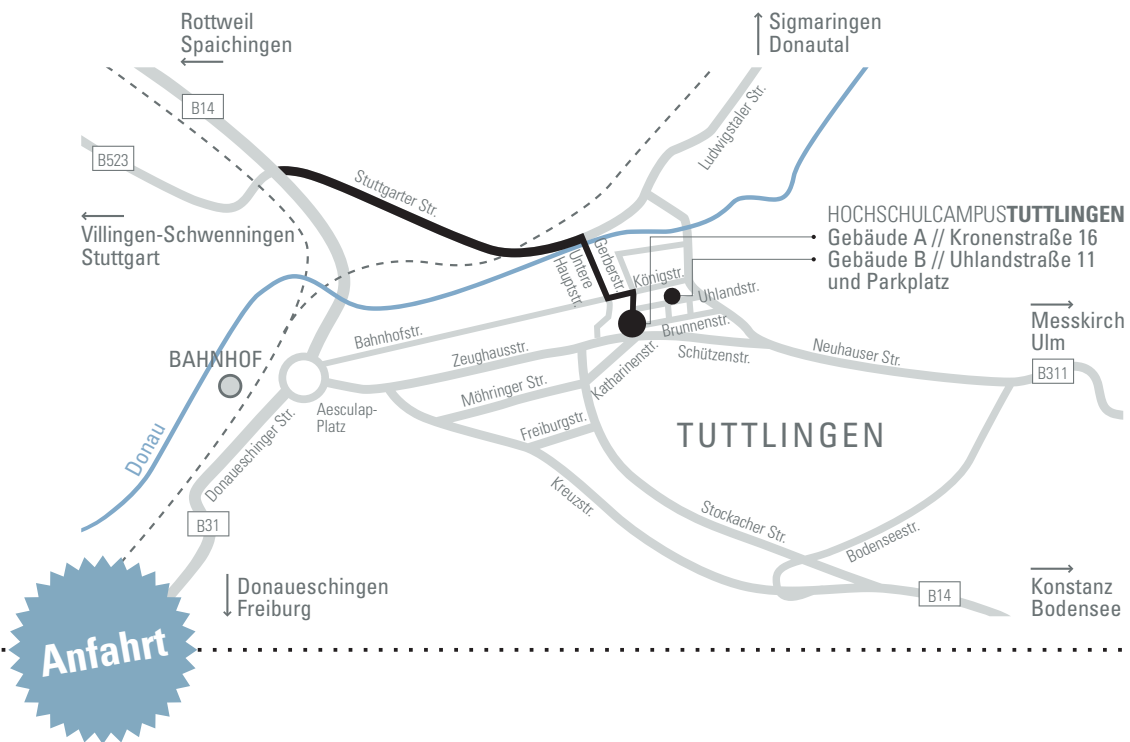 Rottweil
Spaichingen
Sigmaringen
Donautal
B14
B523
Ludwigstaler Str.
Stuttgarter Str.
Villingen-Schwenningen
Stuttgart
HOCHSCHULCAMPUSTUTTLINGEN
Gebäude A // Kronenstraße 16
Gebäude B // Uhlandstraße 11
und Parkplatz
Untere
Hauptstr.
Gerberstr.
Königstr.
Uhlandstr.
Brunnenstr.
Messkirch
Ulm
Bahnhofstr.
Zeughausstr.
Schützenstr.
Neuhauser Str.
B311
BAHNHOF
Katharinenstr.
Möhringer Str.
Aesculap-
Platz
Freiburgstr.
TUTTLINGEN
Donau
Donaueschinger Str.
Kreuzstr.
Stockacher Str.
Bodenseestr.
B31
Donaueschingen
Freiburg
B14
Konstanz
Bodensee
Anfahrt